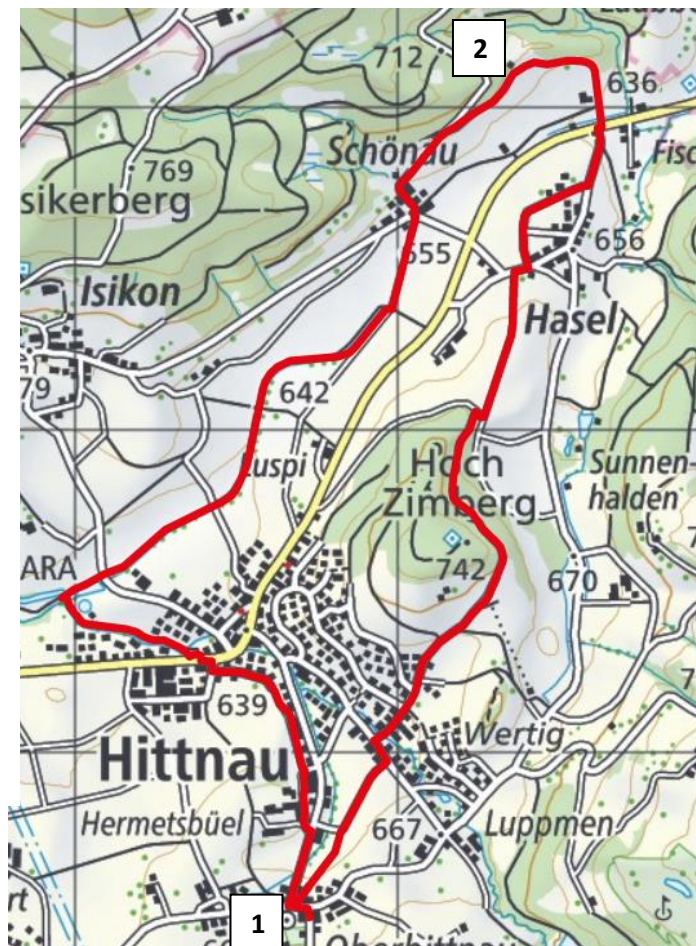 712
2
636
Schönau
Fisc
769
sikerberg
655
656
Isikon
Hasel
79
642
Luspi
Hoch
Zimberg
Sunnen-
halden
ARA
742
670
639
Hittnau
Wertig
Hermetsbüel
667
Luppmen
rt
1